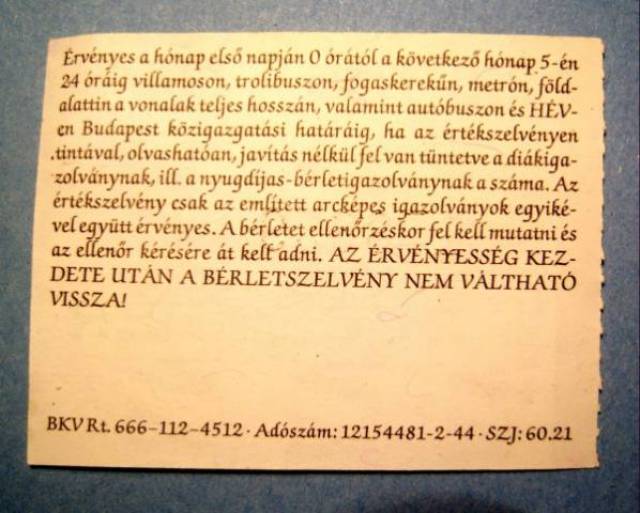 Érvényes a hónap első napján 0 órától a következő hónap 5-én
24 óráig villamoson, trolibuszon, fogaskerekűn, metrón, föld-
alattin a vonalak teljes hosszán, valamint autóbuszon és HÉV-
en Budapest közigazgatási határáig, ha az értékszelvényen
tintával, olvashatóan, javítás nélkül fel van tüntetve a diákiga-
zolványnak, ill. a nyugdíjas-bérletigazolványnak a száma. Az
értékszelvény csak az említett arcképes igazolványok egyiké-
vel együtt érvényes. A bérletet ellenőrzéskor fel kell mutatni és
az ellenőr kérésére át kell adni. AZ ÉRVÉNYESSÉG KEZ-
DETE UTÁN A BÉRLETSZELVÉNY NEM VÁLTHATÓ
VISSZA!
BKV Rt. 666-112-4512 · Adószám: 12154481-2-44 · SZJ: 60.21